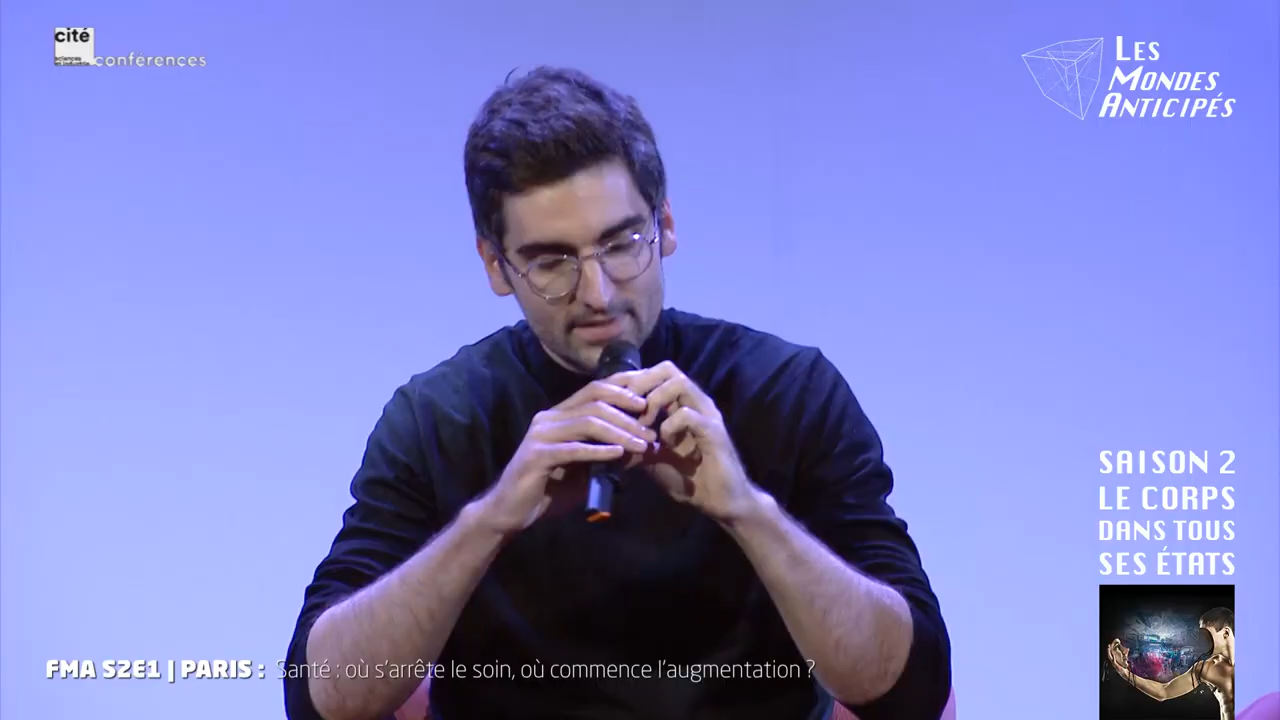 cité
conférences
Les
Mondes
Anticipés
SAISON 2
LE CORPS
DANS TOUS
SES ÉTATS
FMA S2E1 | PARIS : Santé : où s'arrête le soin, où commence l'augmentation ?